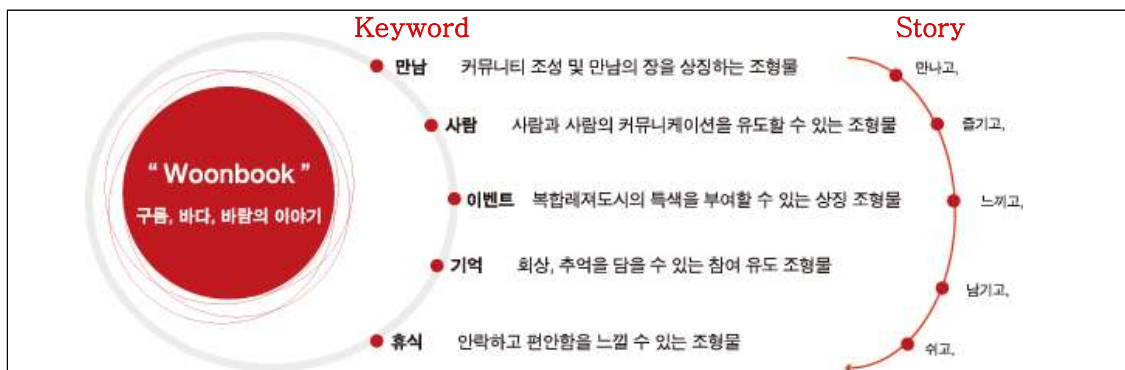 Keyword
Story
" Woonbook "
구름, 바다, 바람의 이야기
만남 커뮤니티 조성 및 만남의 장을 상징하는 조형물
만나고,
사람 사람과 사람의 커뮤니케이션을 유도할 수 있는 조형물
즐기고,
이벤트 복합레져도시의 특색을 부여할 수 있는 상징 조형물
느끼고,
기억 회상, 추억을 담을 수 있는 참여 유도 조형물
남기고,
휴식 안락하고 편안함을 느낄 수 있는 조형물
쉬고,